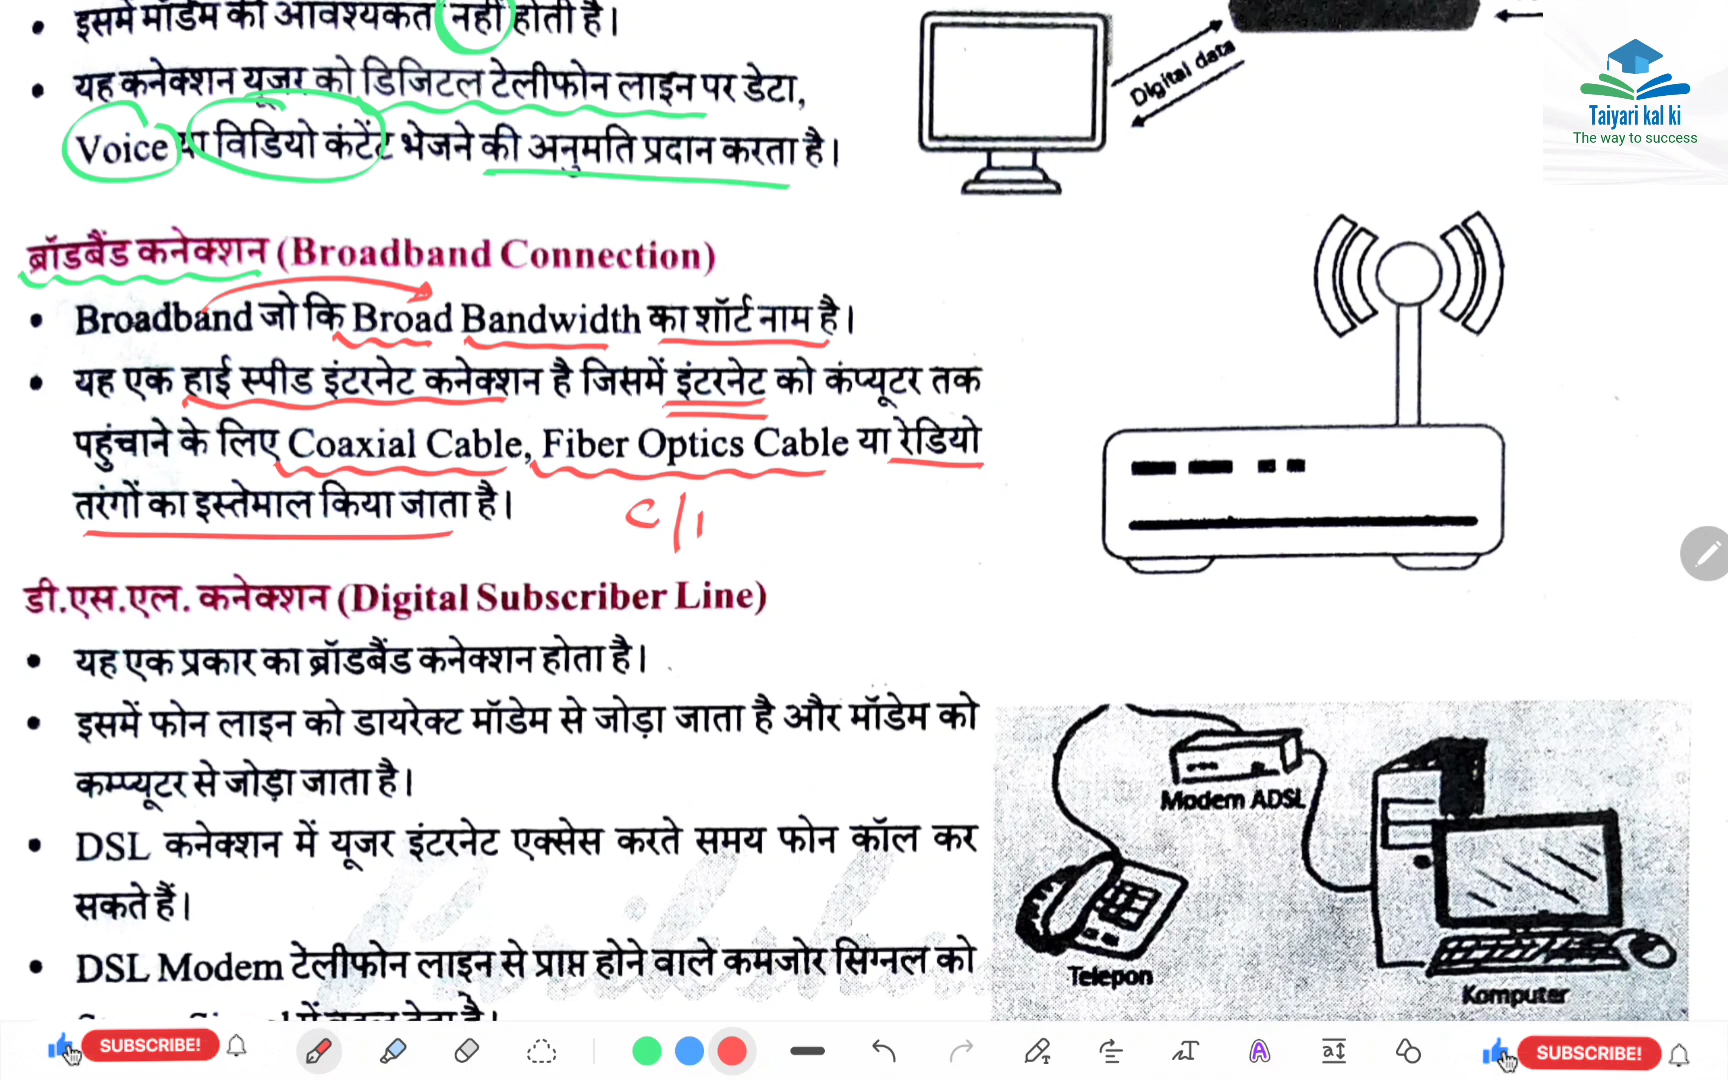 इसमें मॉडेम की आवश्यकत नहीं होती है।
यह कनेक्शन यूजर को डिजिटल टेलीफोन लाइन पर डेटा,
Voice या विडियो कंटेंट भेजने की अनुमति प्रदान करता है।
Digital data
Taiyari kal ki
The way to success
ब्रॉडबैंड कनेक्शन (Broadband Connection)
Broadband जो कि Broad Bandwidth का शॉर्ट नाम है।
यह एक हाई स्पीड इंटरनेट कनेक्शन है जिसमें इंटरनेट को कंप्यूटर तक
पहुंचाने के लिए Coaxial Cable, Fiber Optics Cable या रेडियो
तरंगों का इस्तेमाल किया जाता है।
डी.एस.एल. कनेक्शन (Digital Subscriber Line)
यह एक प्रकार का ब्रॉडबैंड कनेक्शन होता है।
इसमें फोन लाइन को डायरेक्ट मॉडेम से जोड़ा जाता है और मॉडेम को
कम्प्यूटर से जोड़ा जाता है।
DSL कनेक्शन में यूजर इंटरनेट एक्सेस करते समय फोन कॉल कर
सकते हैं।
DSL Modem टेलीफोन लाइन से प्राप्त होने वाले कमजोर सिग्नल को
Modem ADSL
Telepon
Komputer
SUBSCRIBE!
SUBSCRIBE!